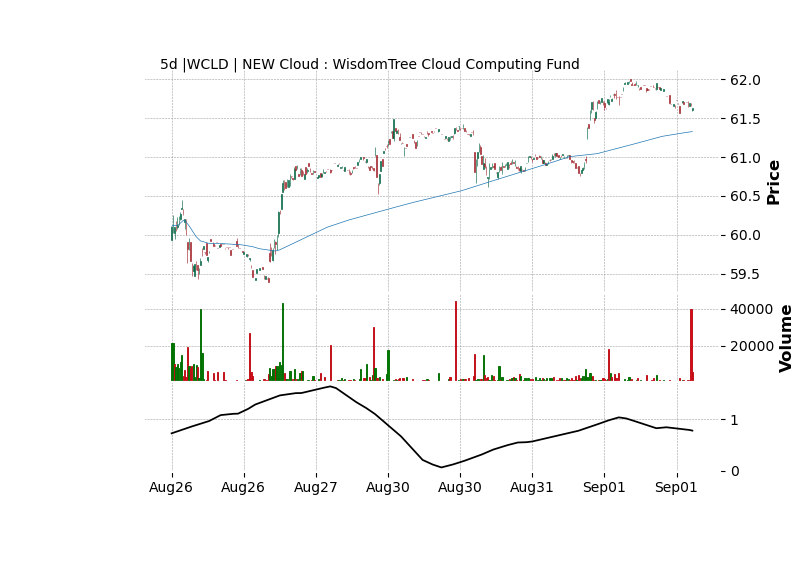 5d |WCLD | NEW Cloud : WisdomTree Cloud Computing Fund
62.0
61.5
61.0
60.5
60.0
59.5
Price
40000
20000
Volume
1
0
Aug26 Aug26 Aug27 Aug30 Aug30 Aug31 Sep01 Sep01